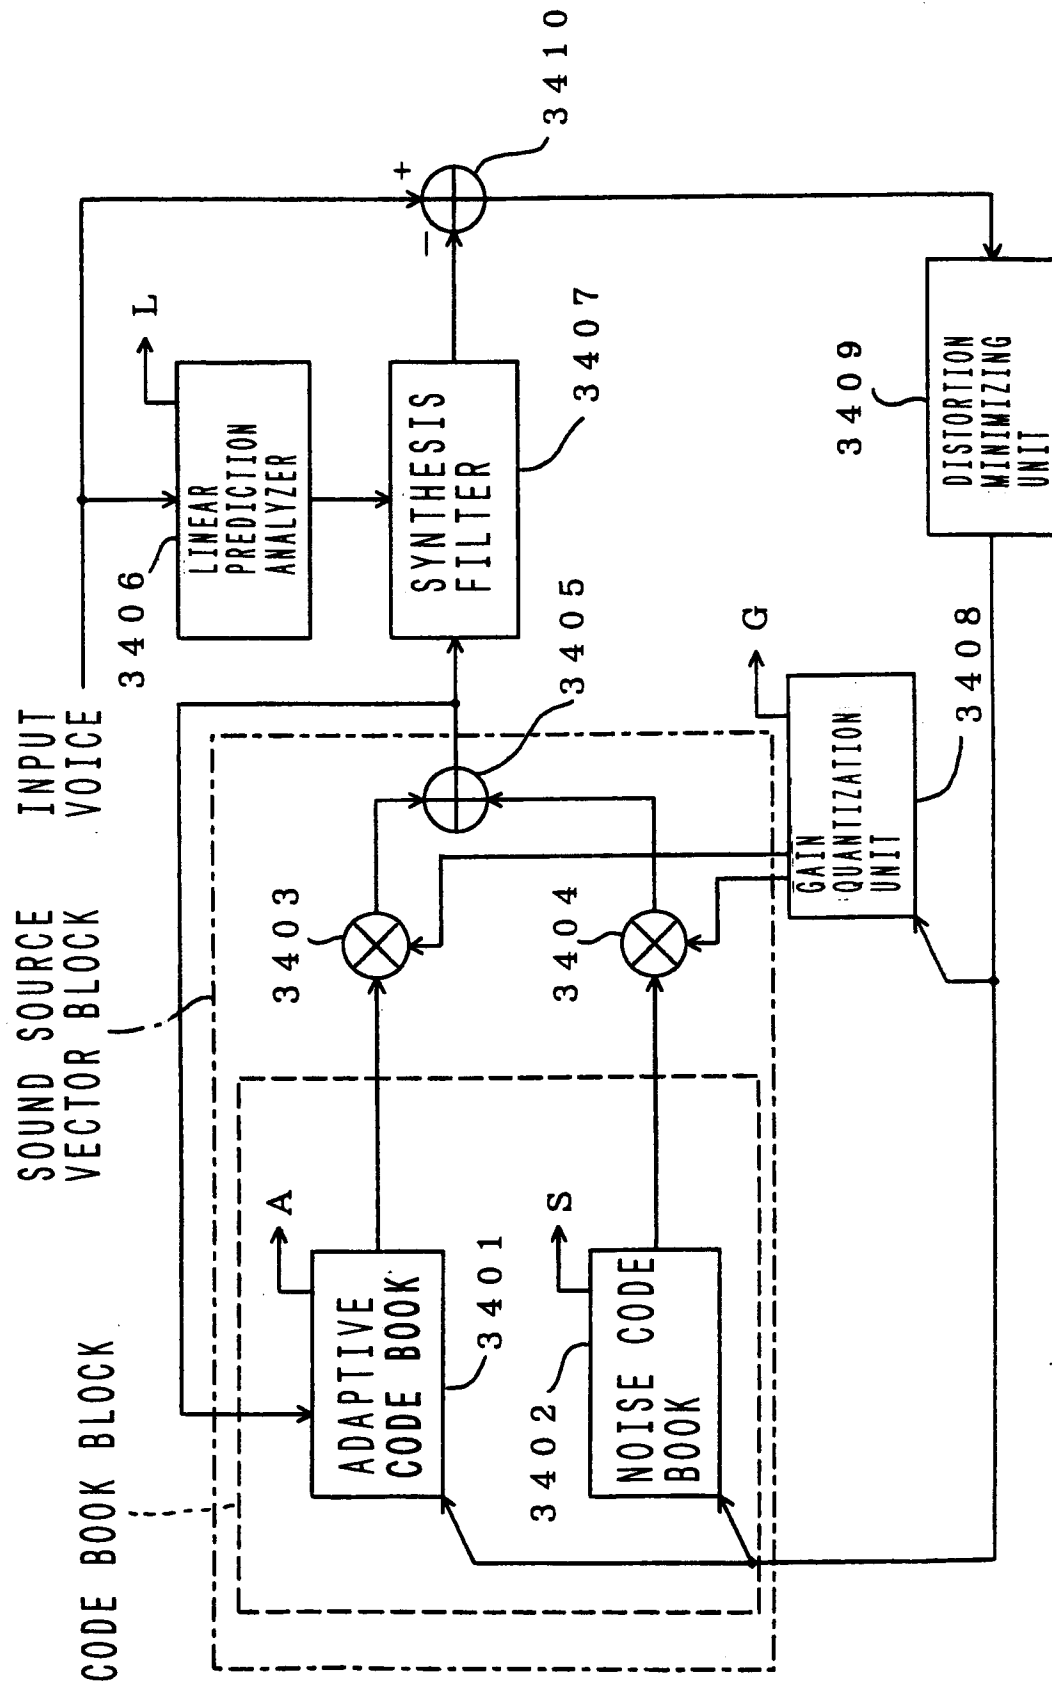 CODE BOOK BLOCK
SOUND SOURCE
VECTOR BLOCK
INPUT
VOICE
A
ADAPTIVE
CODE BOOK
3401
S
3402
NOISE CODE
BOOK
3403
3404
3405
3406
LINEAR
PREDICTION
ANALYZER
L
SYNTHESIS
FILTER
3407
+
−
3410
G
GAIN
QUANTIZATION
UNIT
3408
3409
DISTORTION
MINIMIZING
UNIT